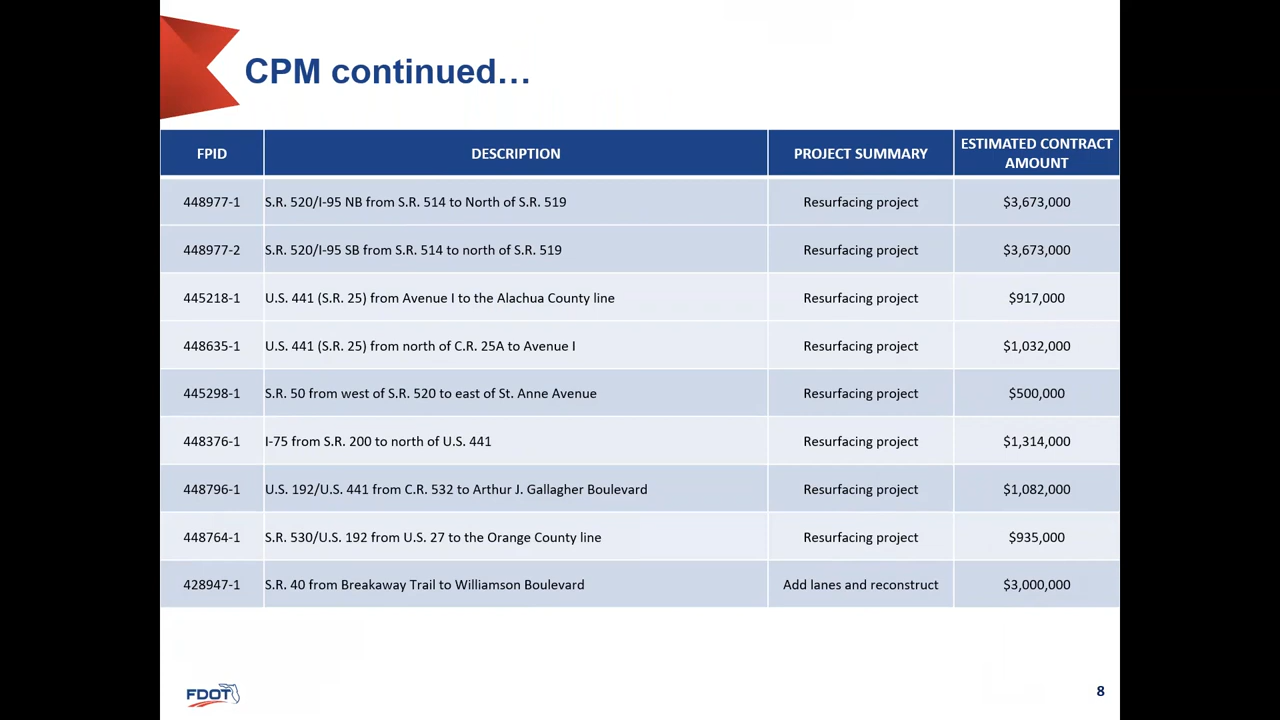 CPM continued…
FPID DESCRIPTION PROJECT SUMMARY ESTIMATED CONTRACT AMOUNT
448977-1 S.R. 520/I-95 NB from S.R. 514 to North of S.R. 519 Resurfacing project $3,673,000
448977-2 S.R. 520/I-95 SB from S.R. 514 to north of S.R. 519 Resurfacing project $3,673,000
445218-1 U.S. 441 (S.R. 25) from Avenue I to the Alachua County line Resurfacing project $917,000
448635-1 U.S. 441 (S.R. 25) from north of C.R. 25A to Avenue I Resurfacing project $1,032,000
445298-1 S.R. 50 from west of S.R. 520 to east of St. Anne Avenue Resurfacing project $500,000
448376-1 I-75 from S.R. 200 to north of U.S. 441 Resurfacing project $1,314,000
448796-1 U.S. 192/U.S. 441 from C.R. 532 to Arthur J. Gallagher Boulevard Resurfacing project $1,082,000
448764-1 S.R. 530/U.S. 192 from U.S. 27 to the Orange County line Resurfacing project $935,000
428947-1 S.R. 40 from Breakaway Trail to Williamson Boulevard Add lanes and reconstruct $3,000,000
FDOT
8